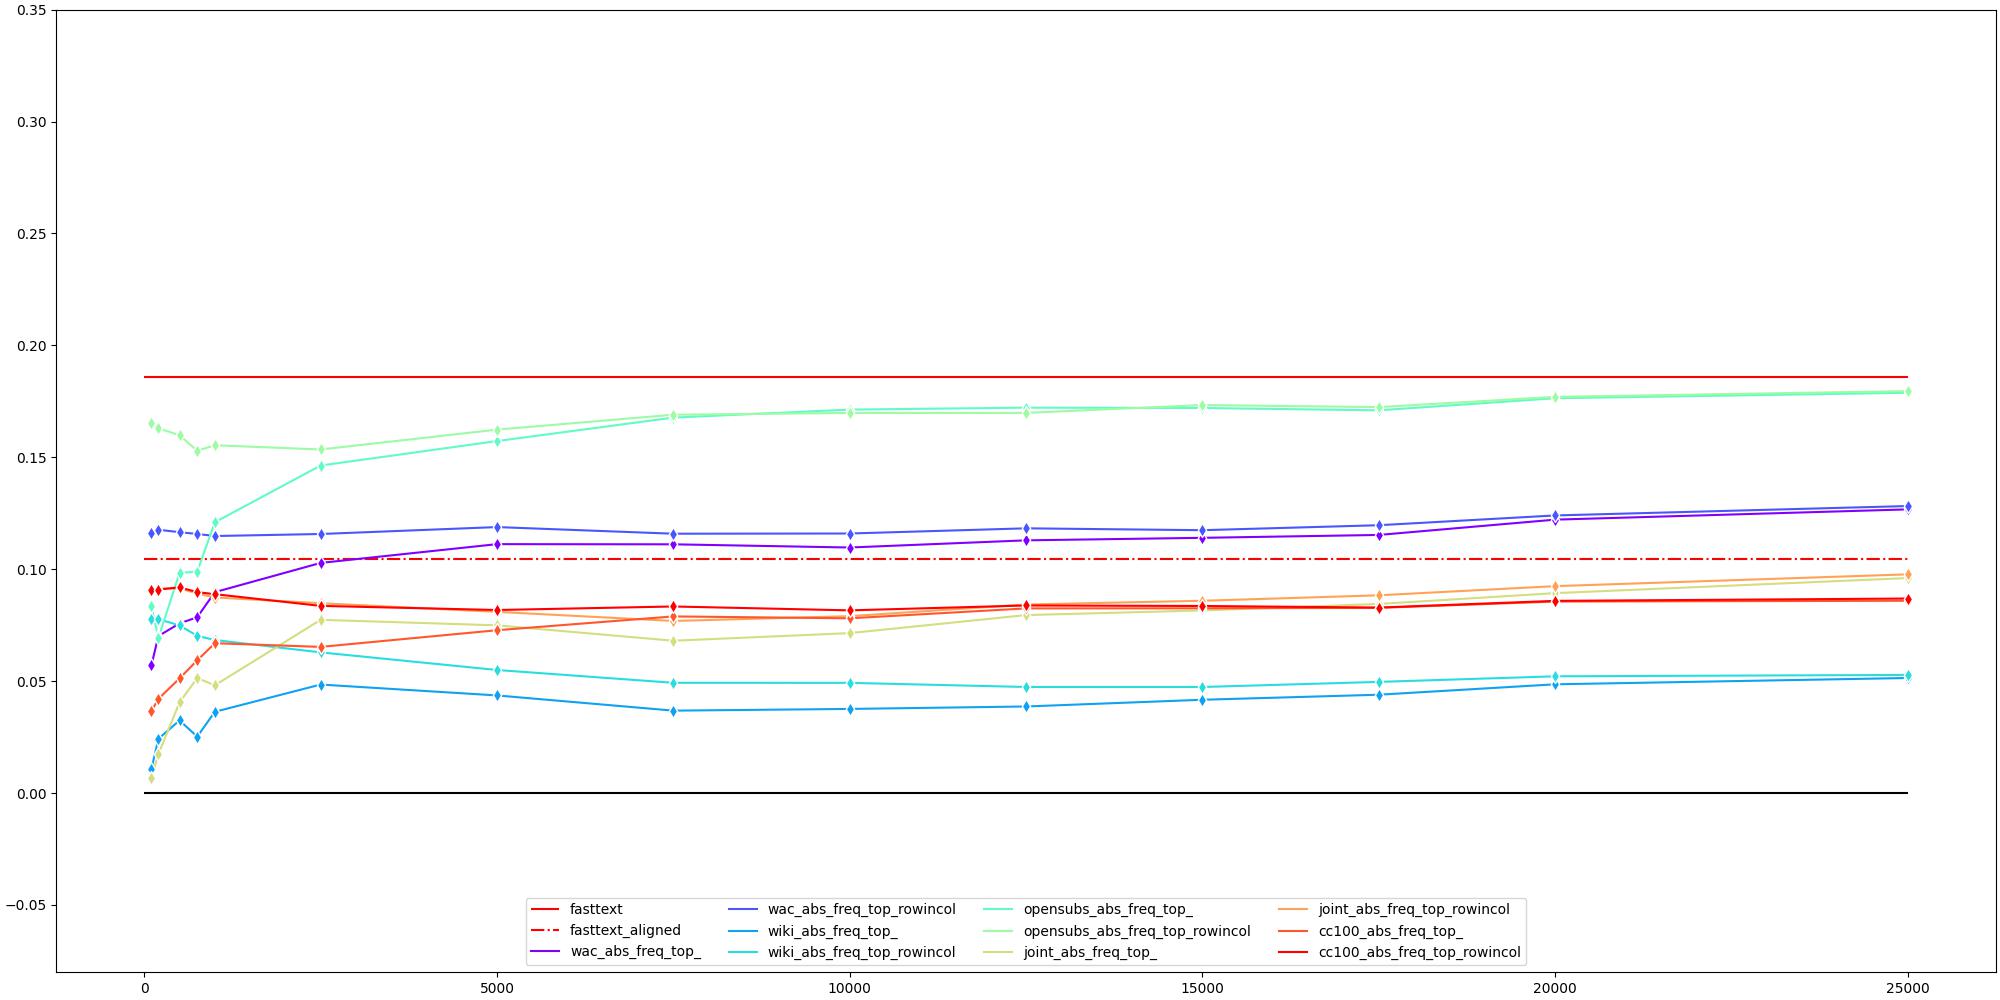 0.35
0.30
0.25
0.20
0.15
0.10
0.05
0.00
−0.05
fasttext
fasttext_aligned
wac_abs_freq_top_
wac_abs_freq_top_rowincol
wiki_abs_freq_top_
wiki_abs_freq_top_rowincol
opensubs_abs_freq_top_
opensubs_abs_freq_top_rowincol
joint_abs_freq_top_
joint_abs_freq_top_rowincol
cc100_abs_freq_top_
cc100_abs_freq_top_rowincol
0 5000 10000 15000 20000 25000